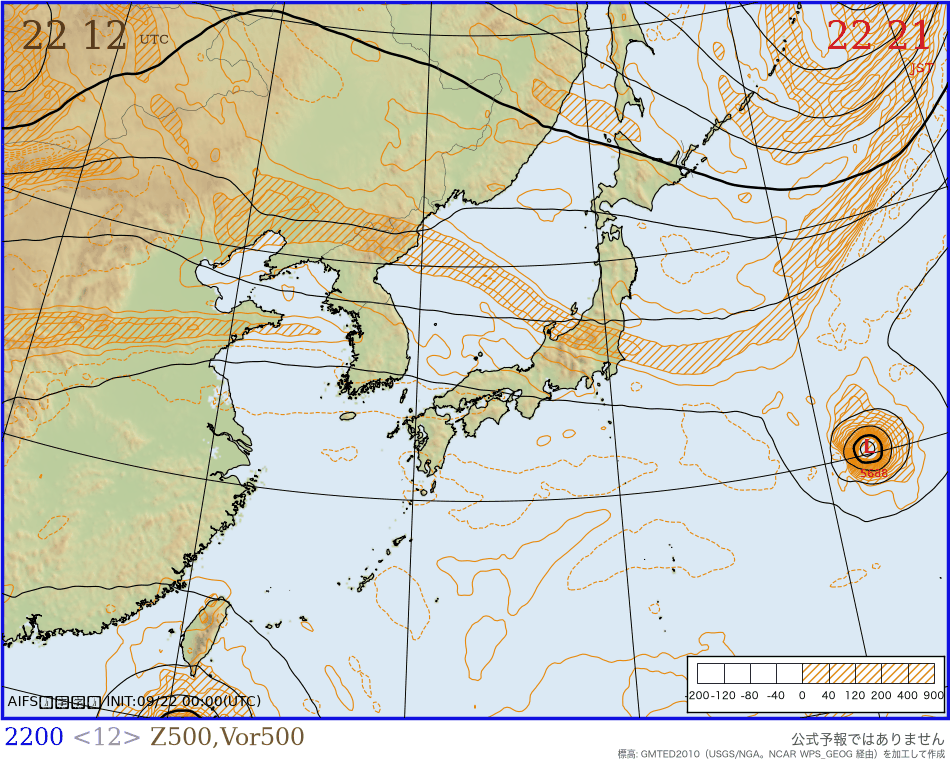 22 12 UTC
22 21
JST
L
5688
-200 -120 -80 -40 0 40 120 200 400 900
AIFS INIT:09/22 00:00(UTC)
2200 <12> Z500,Vor500
公式予報ではありません
標高: GMTED2010（USGS/NGA。NCAR WPS_GEOG 経由）を加工して作成